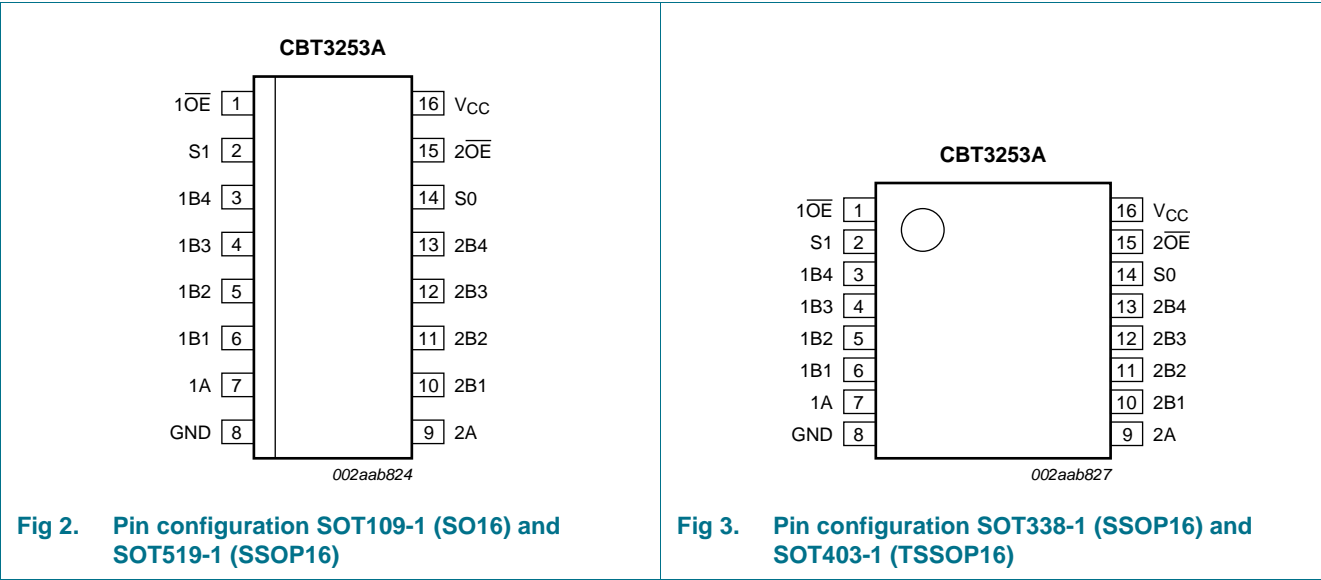 CBT3253A
1O̅E̅ 1 16 VCC
S1 2 15 2O̅E̅
1B4 3 14 S0
1B3 4 13 2B4
1B2 5 12 2B3
1B1 6 11 2B2
1A 7 10 2B1
GND 8 9 2A
002aab824
Fig 2. Pin configuration SOT109-1 (SO16) and
SOT519-1 (SSOP16)
CBT3253A
1O̅E̅ 1 16 VCC
S1 2 15 2O̅E̅
1B4 3 14 S0
1B3 4 13 2B4
1B2 5 12 2B3
1B1 6 11 2B2
1A 7 10 2B1
GND 8 9 2A
002aab827
Fig 3. Pin configuration SOT338-1 (SSOP16) and
SOT403-1 (TSSOP16)